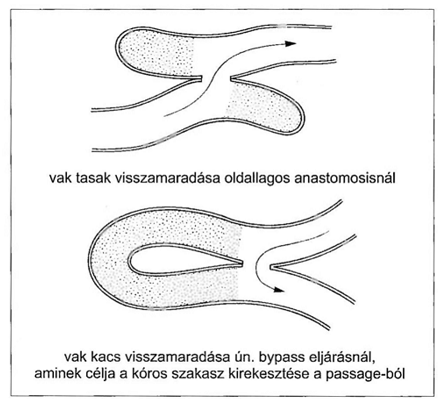 vak tasak visszamaradása oldallagos anastomosisnál
vak kacs visszamaradása ún. bypass eljárásnál,
aminek célja a kóros szakasz kirekesztése a passage-ból